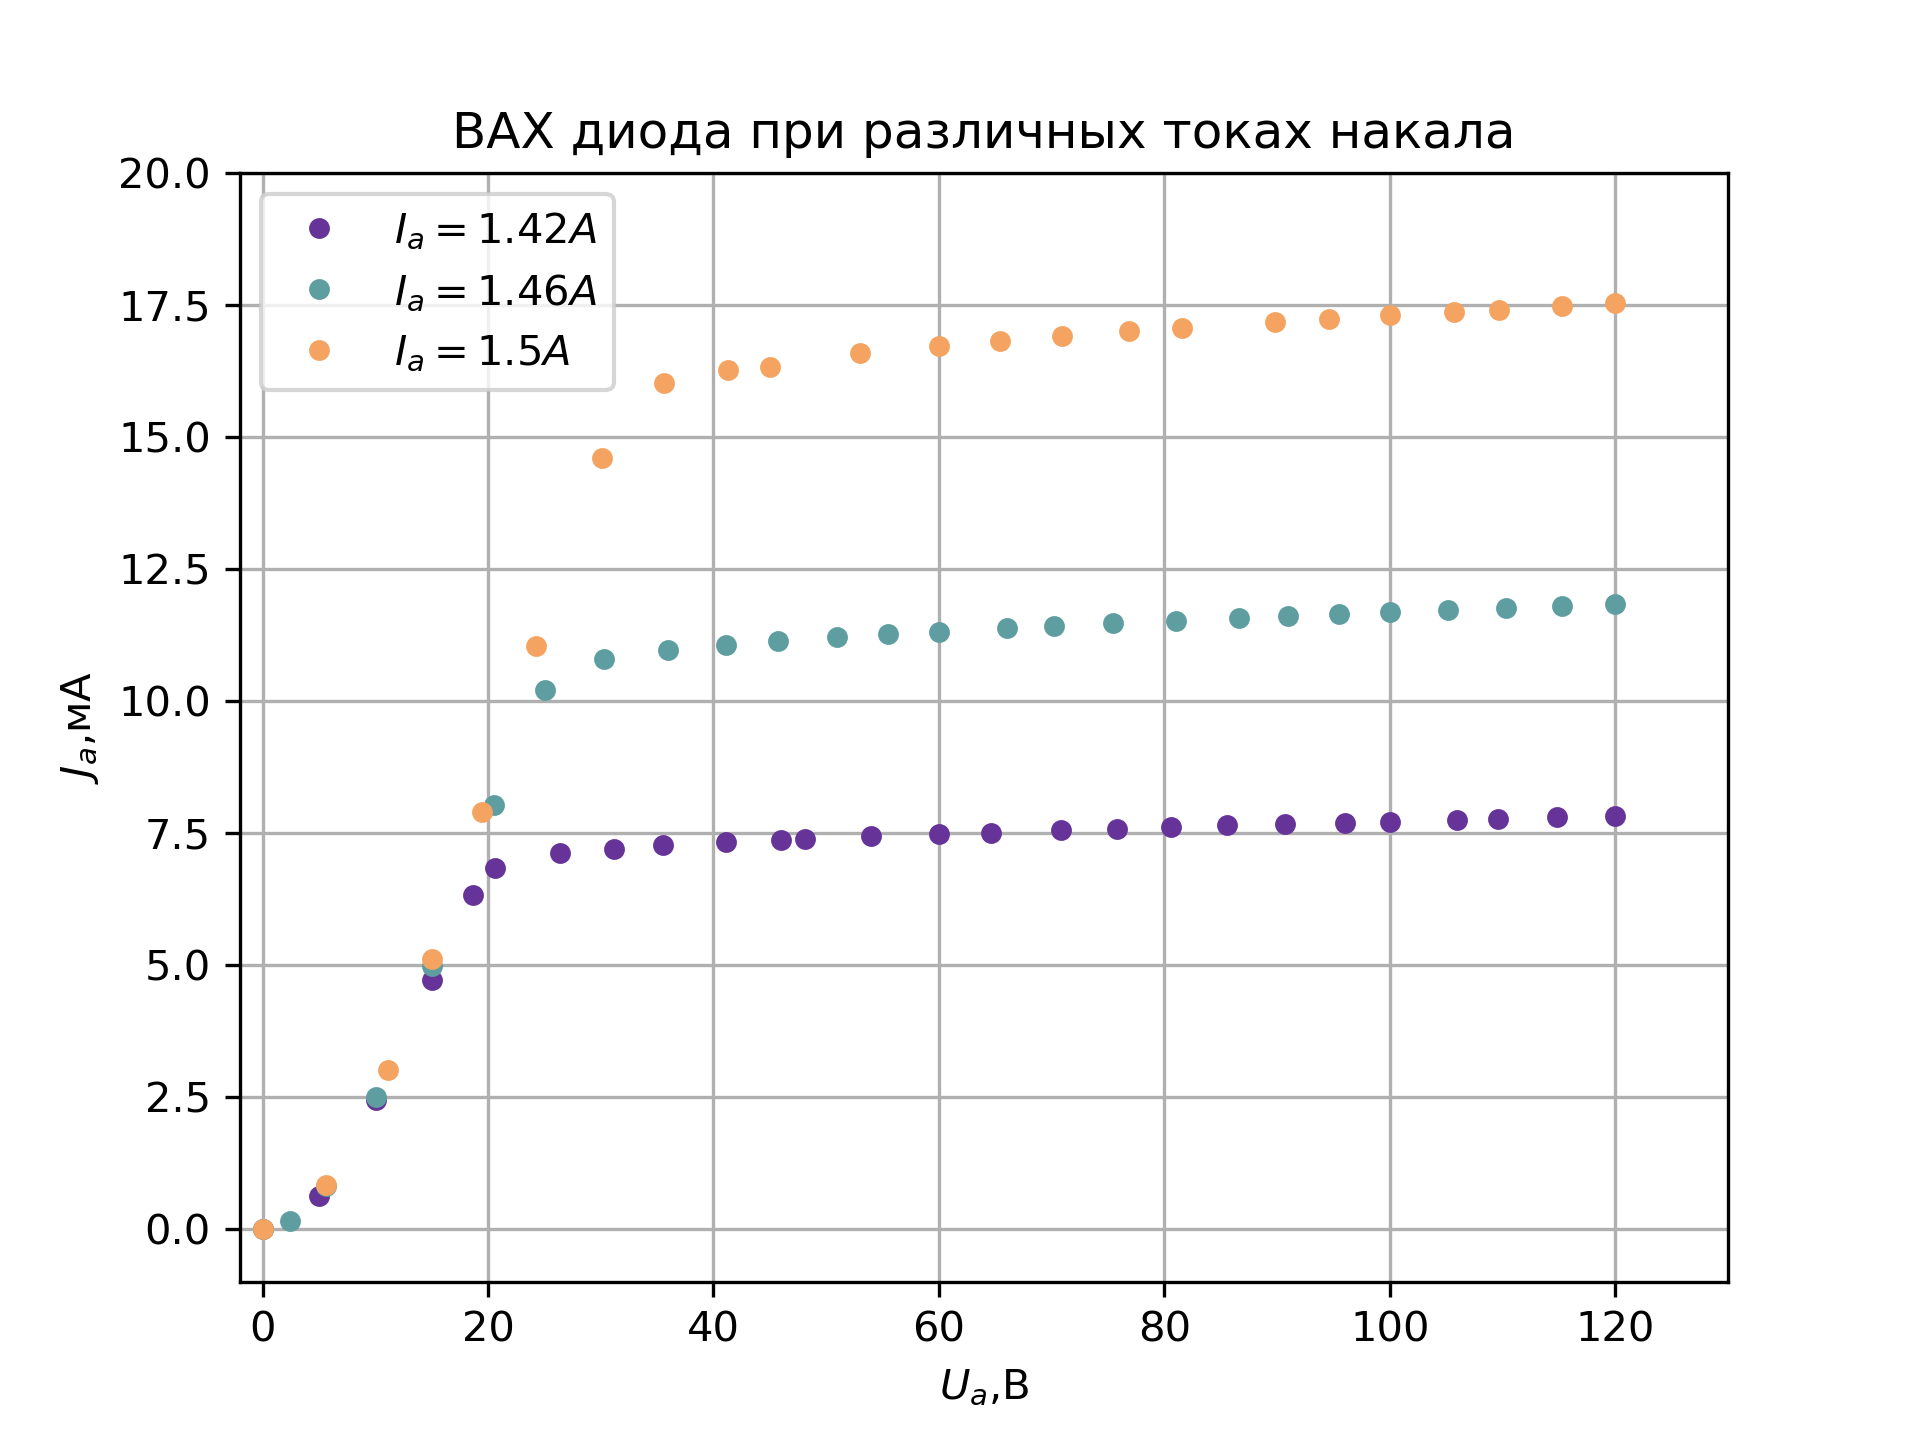 ВАХ диода при различных токах накала
20.0
17.5
15.0
12.5
10.0
7.5
5.0
2.5
0.0
J_a,мА
I_a = 1.42A
I_a = 1.46A
I_a = 1.5A
0 20 40 60 80 100 120
U_a,В